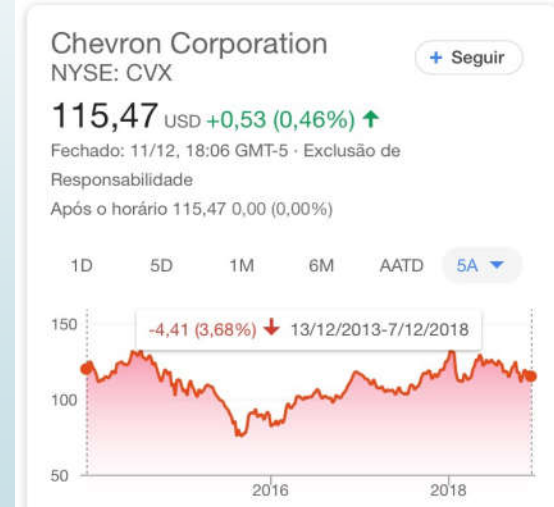 Chevron Corporation
NYSE: CVX
+ Seguir
115,47 USD +0,53 (0,46%) ↑
Fechado: 11/12, 18:06 GMT-5 · Exclusão de
Responsabilidade
Após o horário 115,47 0,00 (0,00%)
1D 5D 1M 6M AATD 5A
-4,41 (3,68%) ↓ 13/12/2013-7/12/2018
150
100
50
2016 2018